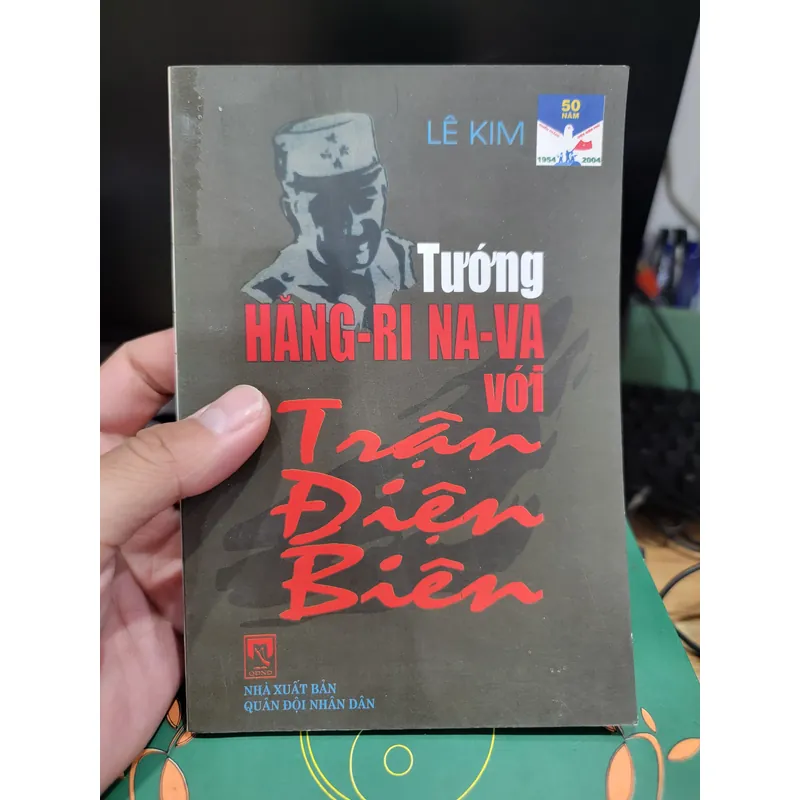 LÊ KIM
50
NĂM
1954 2004
Tướng
HĂNG-RI NA-VA
với
Trận
Điện
Biên
QĐND
NHÀ XUẤT BẢN
QUÂN ĐỘI NHÂN DÂN